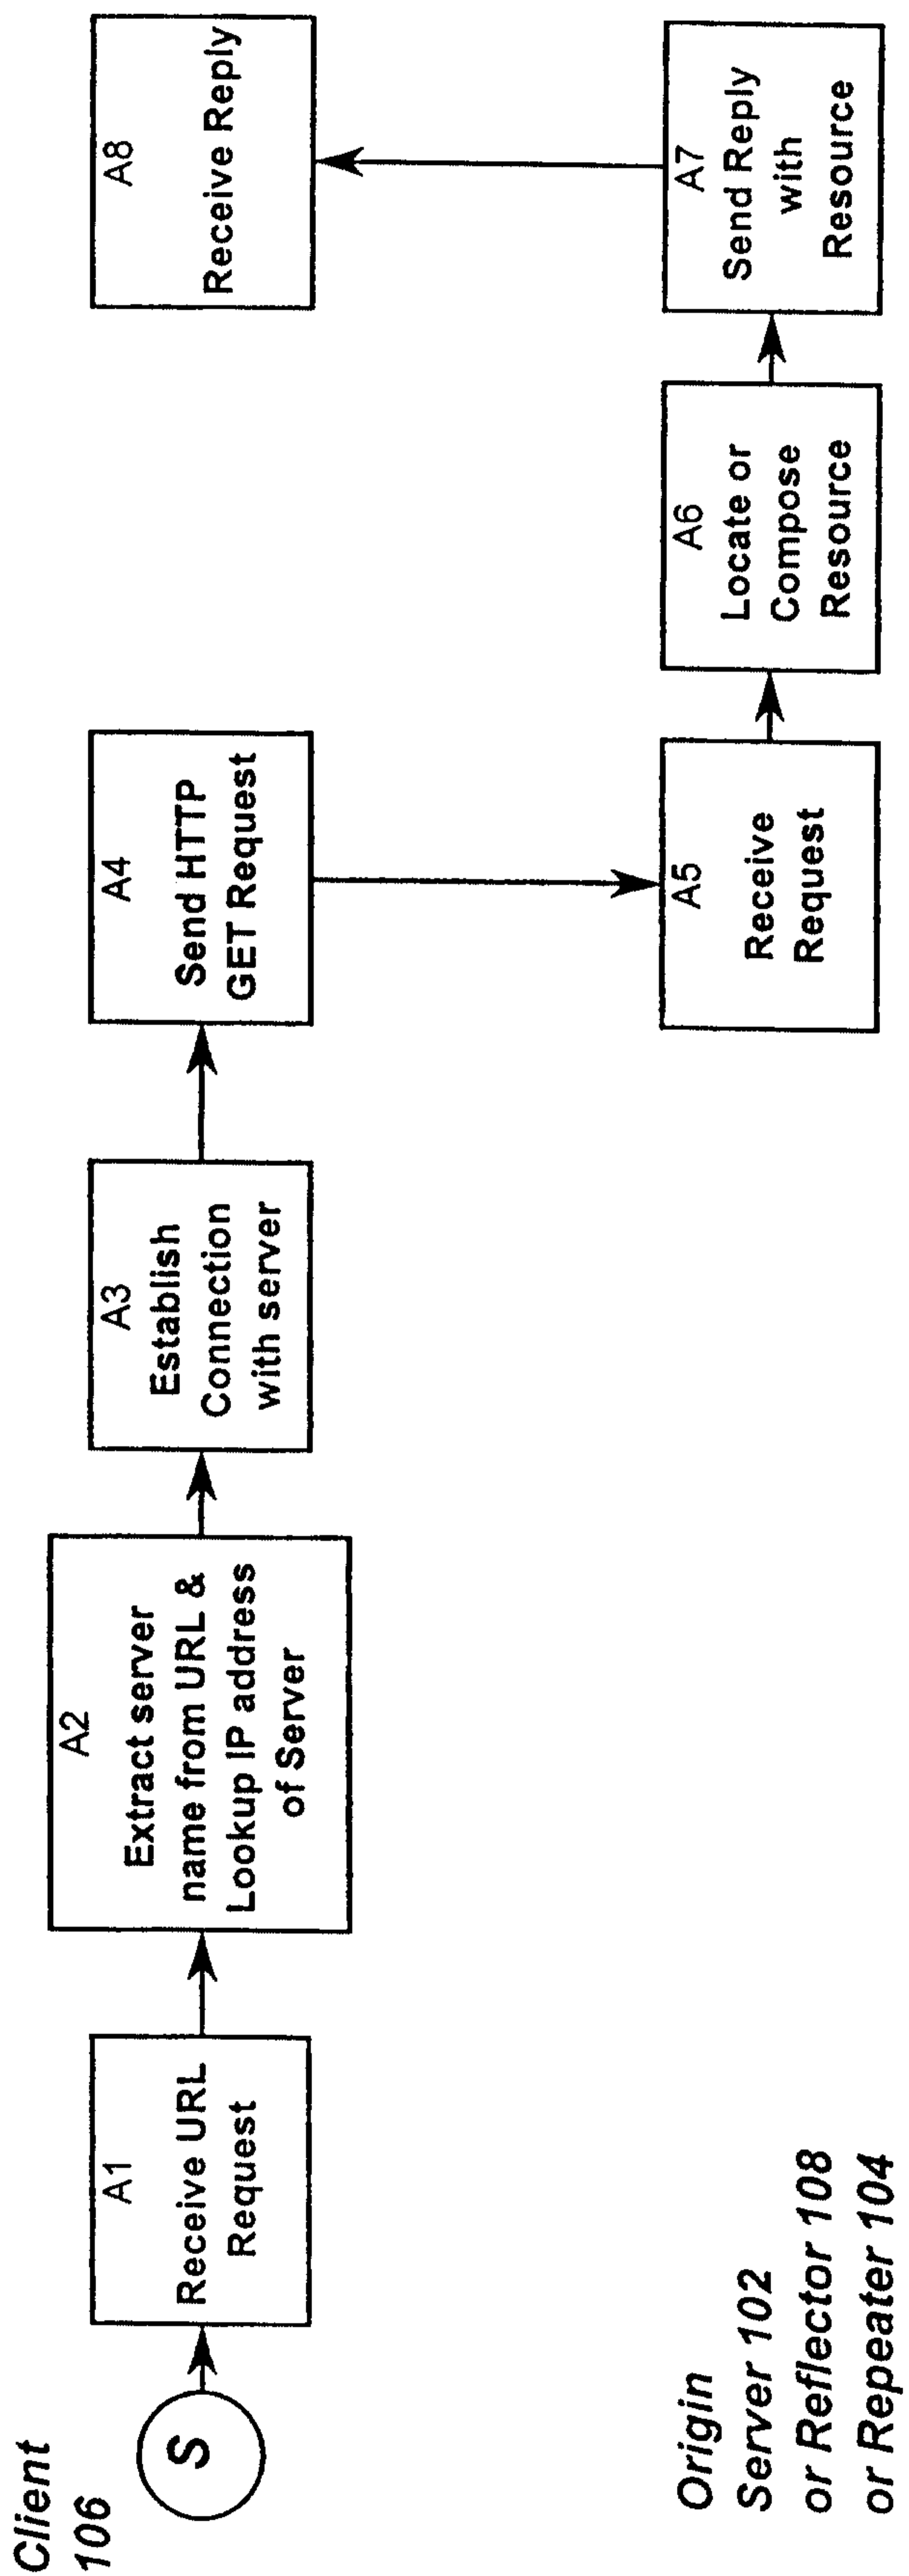 Client
106
S
A1
Receive URL
Request
A2
Extract server
name from URL &
Lookup IP address
of Server
A3
Establish
Connection
with server
A4
Send HTTP
GET Request
A8
Receive Reply
Origin
Server 102
or Reflector 108
or Repeater 104
A5
Receive
Request
A6
Locate or
Compose
Resource
A7
Send Reply
with
Resource